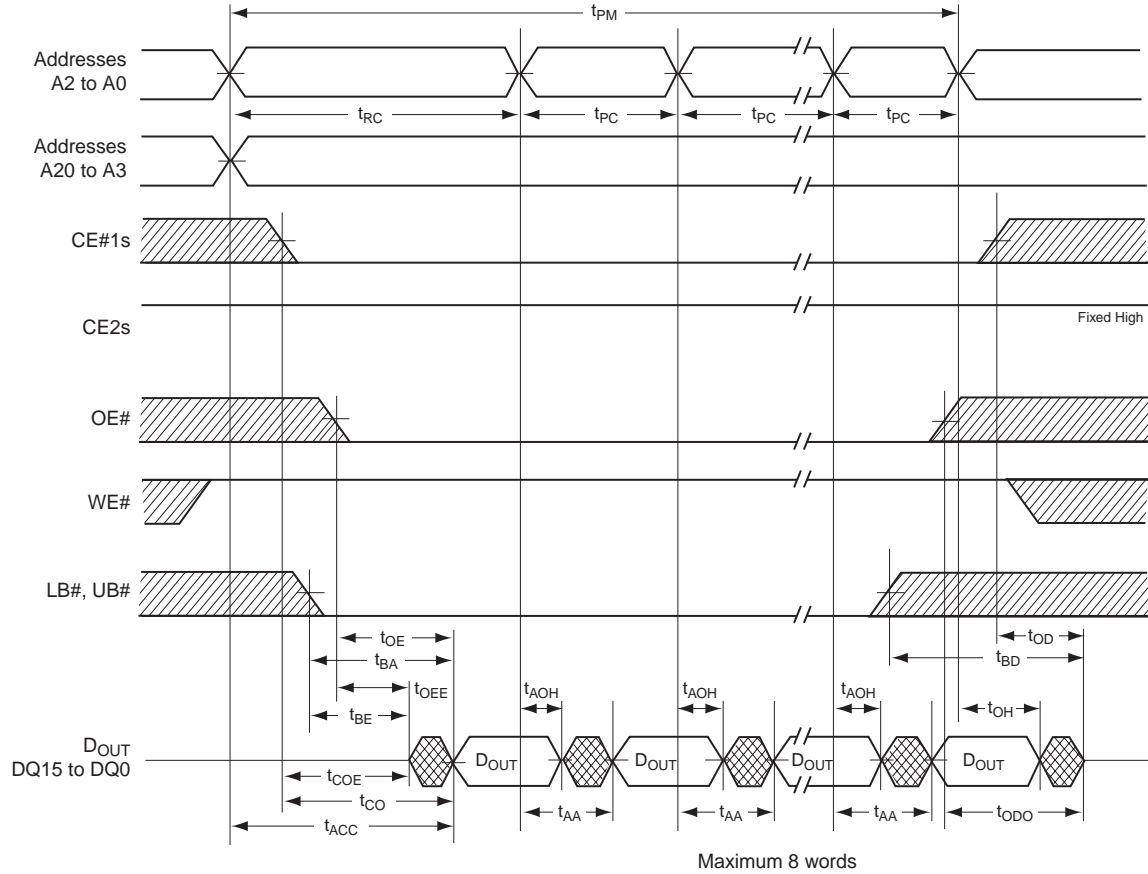 tPM
Addresses
A2 to A0
tRC
tPC
tPC
tPC
Addresses
A20 to A3
CE#1s
CE2s
Fixed High
OE#
WE#
LB#, UB#
tOE
tOD
tBA
tBD
tOEE
tAOH
tAOH
tAOH
tBE
tOH
DOUT
DQ15 to DQ0
DOUT
DOUT
DOUT
DOUT
tCOE
tCO
tAA
tAA
tAA
tODO
tACC
Maximum 8 words